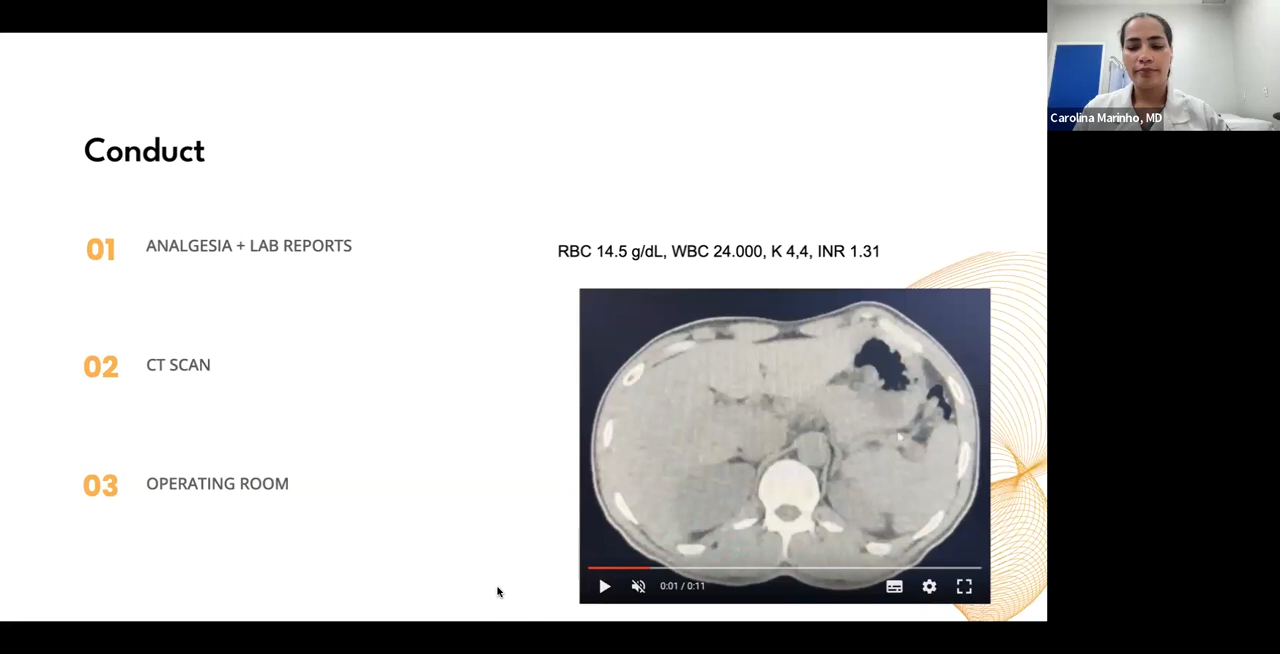 Conduct
01 ANALGESIA + LAB REPORTS
RBC 14.5 g/dL, WBC 24.000, K 4,4, INR 1.31
02 CT SCAN
03 OPERATING ROOM
0:01 / 0:11
Carolina Marinho, MD